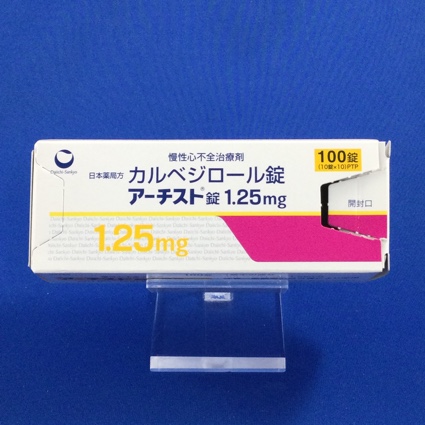 Daiichi-Sankyo
慢性心不全治療剤
日本薬局方 カルベジロール錠
アーチスト®錠1.25mg
100錠
(10錠×10)PTP
開封口
1.25mg